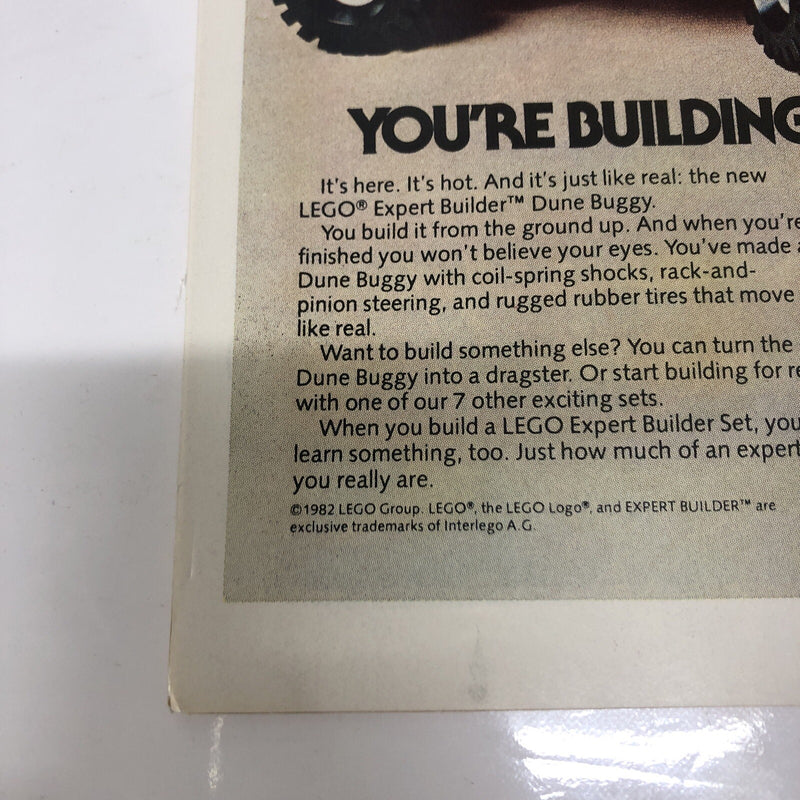 YOU'RE BUILDING
It's here. It's hot. And it's just like real: the new
LEGO® Expert Builder™ Dune Buggy.
You build it from the ground up. And when you're
finished you won't believe your eyes. You've made a
Dune Buggy with coil-spring shocks, rack-and-
pinion steering, and rugged rubber tires that move
like real.
Want to build something else? You can turn the
Dune Buggy into a dragster. Or start building for
with one of our 7 other exciting sets.
When you build a LEGO Expert Builder Set, you
learn something, too. Just how much of an expert
you really are.
©1982 LEGO Group. LEGO®, the LEGO Logo®, and EXPERT BUILDER™ are
exclusive trademarks of Interlego A.G.